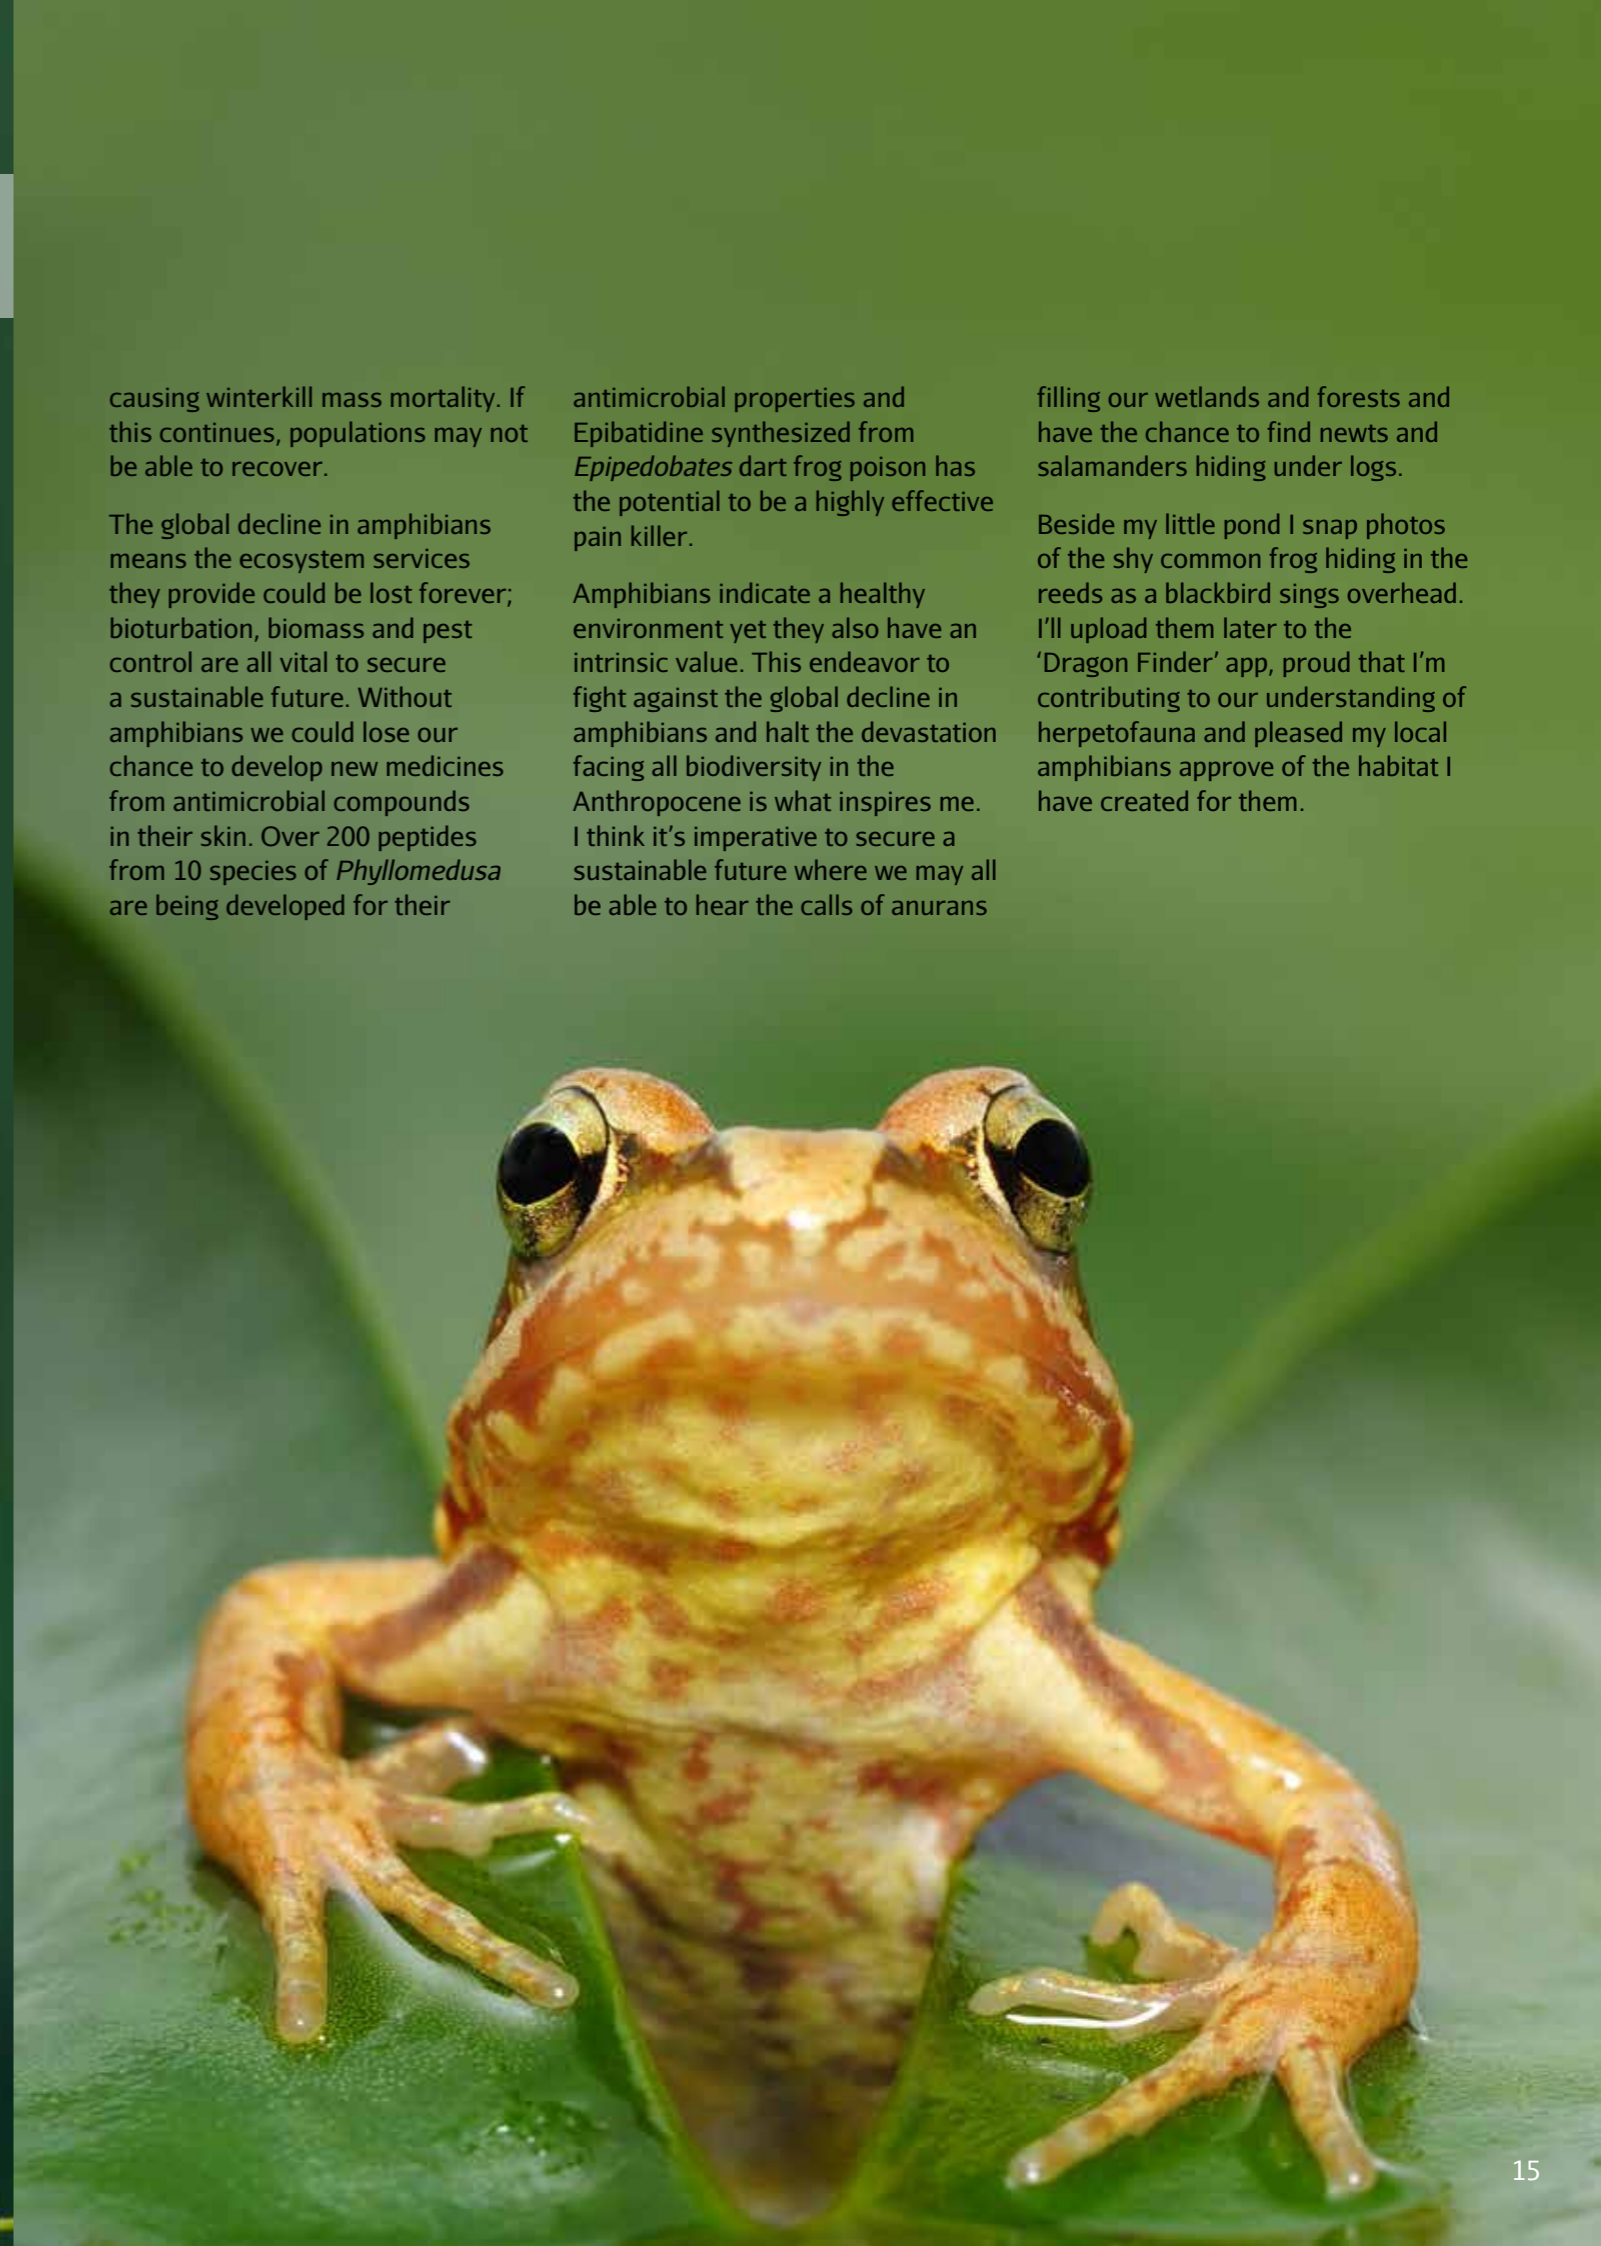 causing winterkill mass mortality. If
this continues, populations may not
be able to recover.
The global decline in amphibians
means the ecosystem services
they provide could be lost forever;
bioturbation, biomass and pest
control are all vital to secure
a sustainable future. Without
amphibians we could lose our
chance to develop new medicines
from antimicrobial compounds
in their skin. Over 200 peptides
from 10 species of Phyllomedusa
are being developed for their
antimicrobial properties and
Epibatidine synthesized from
Epipedobates dart frog poison has
the potential to be a highly effective
pain killer.
Amphibians indicate a healthy
environment yet they also have an
intrinsic value. This endeavor to
fight against the global decline in
amphibians and halt the devastation
facing all biodiversity in the
Anthropocene is what inspires me.
I think it’s imperative to secure a
sustainable future where we may all
be able to hear the calls of anurans
filling our wetlands and forests and
have the chance to find newts and
salamanders hiding under logs.
Beside my little pond I snap photos
of the shy common frog hiding in the
reeds as a blackbird sings overhead.
I’ll upload them later to the
‘Dragon Finder’ app, proud that I’m
contributing to our understanding of
herpetofauna and pleased my local
amphibians approve of the habitat I
have created for them.
15